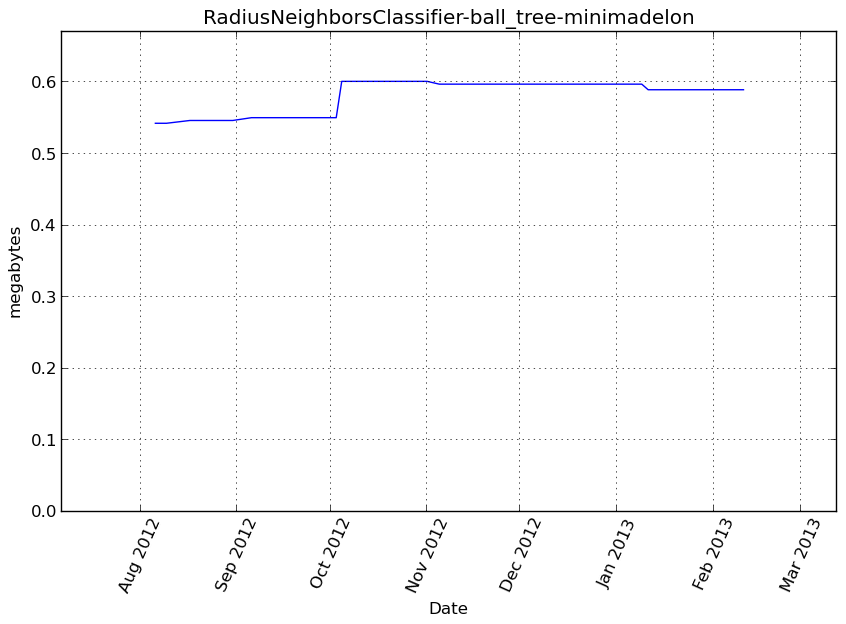 RadiusNeighborsClassifier-ball_tree-minimadelon
0.6
0.5
0.4
0.3
0.2
0.1
0.0
megabytes
Aug 2012
Sep 2012
Oct 2012
Nov 2012
Dec 2012
Jan 2013
Feb 2013
Mar 2013
Date